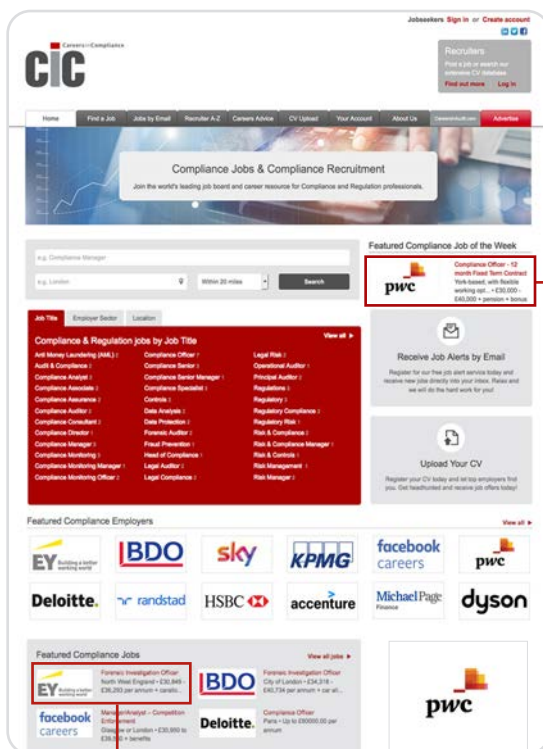 Jobseekers Sign in or Create account
Careers in Compliance
CiC
Recruiters
Post a job or search our
extensive CV database
Find out more Log in
Home Find a Job Jobs by Email Recruiter A-Z Careers Advice CV Upload Your Account About Us CareersinAudit.com Advertise
Compliance Jobs & Compliance Recruitment
Join the world's leading job board and career resource for Compliance and Regulation professionals.
Featured Compliance Job of the Week
e.g. Compliance Manager
e.g. London Within 20 miles Search
pwc
Compliance Officer - 12
month Fixed Term Contract
York-based, with flexible
working opt... • £30,000 -
£40,000 + pension + bonus
Job Title Employer Sector Location
Compliance & Regulation jobs by Job Title View all
Anti Money Laundering (AML) Compliance Officer Legal Risk
Audit & Compliance Compliance Senior Operational Auditor
Compliance Analyst Compliance Senior Manager Principal Auditor
Compliance Associate Compliance Specialist Regulations
Compliance Assurance Controls Regulatory
Compliance Auditor Data Analysis Regulatory Compliance
Compliance Consultant Data Protection Regulatory Risk
Compliance Director Forensic Auditor Risk & Compliance
Compliance Manager Fraud Prevention Risk & Compliance Manager
Compliance Monitoring Head of Compliance Risk & Controls
Compliance Monitoring Manager Legal Auditor Risk Management
Compliance Monitoring Officer Legal Compliance Risk Manager
Receive Job Alerts by Email
Register for our free job alert service today and
receive new jobs directly into your inbox. Relax and
we will do the hard work for you!
Upload Your CV
Register your CV today and let top employers find
you. Get headhunted and receive job offers today!
Featured Compliance Employers View all
EY Building a better working world BDO sky KPMG facebook careers pwc
Deloitte. randstad HSBC accenture Michael Page Finance dyson
Featured Compliance Jobs View all jobs
EY Building a better working world
Forensic Investigation Officer
North West England • £30,849 -
per annum +
BDO
Forensic Investigation Officer
City of London • £34,318 -
£40,734 per annum + car all...
facebook careers
Manager/Analyst – Competition
Enforcement
Glasgow or London • £30,900 to
+ benefits
Deloitte.
Compliance Officer
Paris • Up to £60000.00 per
annum
pwc